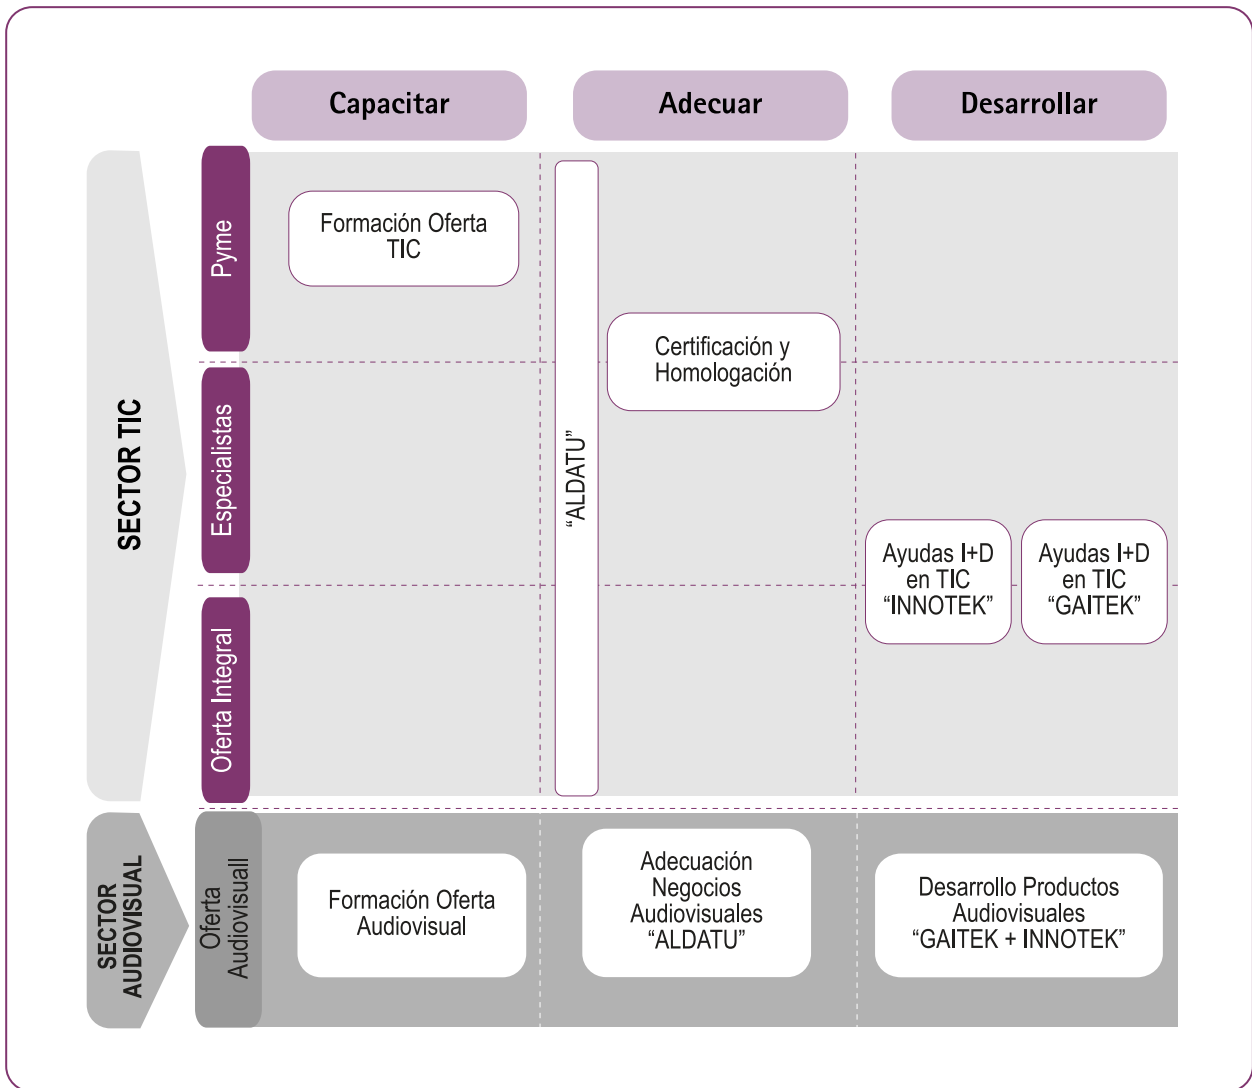 Capacitar
Adecuar
Desarrollar
SECTOR TIC
Pyme
Formación Oferta
TIC
“ALDATU”
Certificación y
Homologación
Especialistas
Ayudas I+D
en TIC
“INNOTEK”
Ayudas I+D
en TIC
“GAITEK”
Oferta Integral
SECTOR
AUDIOVISUAL
Oferta
Audiovisuall
Formación Oferta
Audiovisual
Adecuación
Negocios
Audiovisuales
“ALDATU”
Desarrollo Productos
Audiovisuales
“GAITEK + INNOTEK”